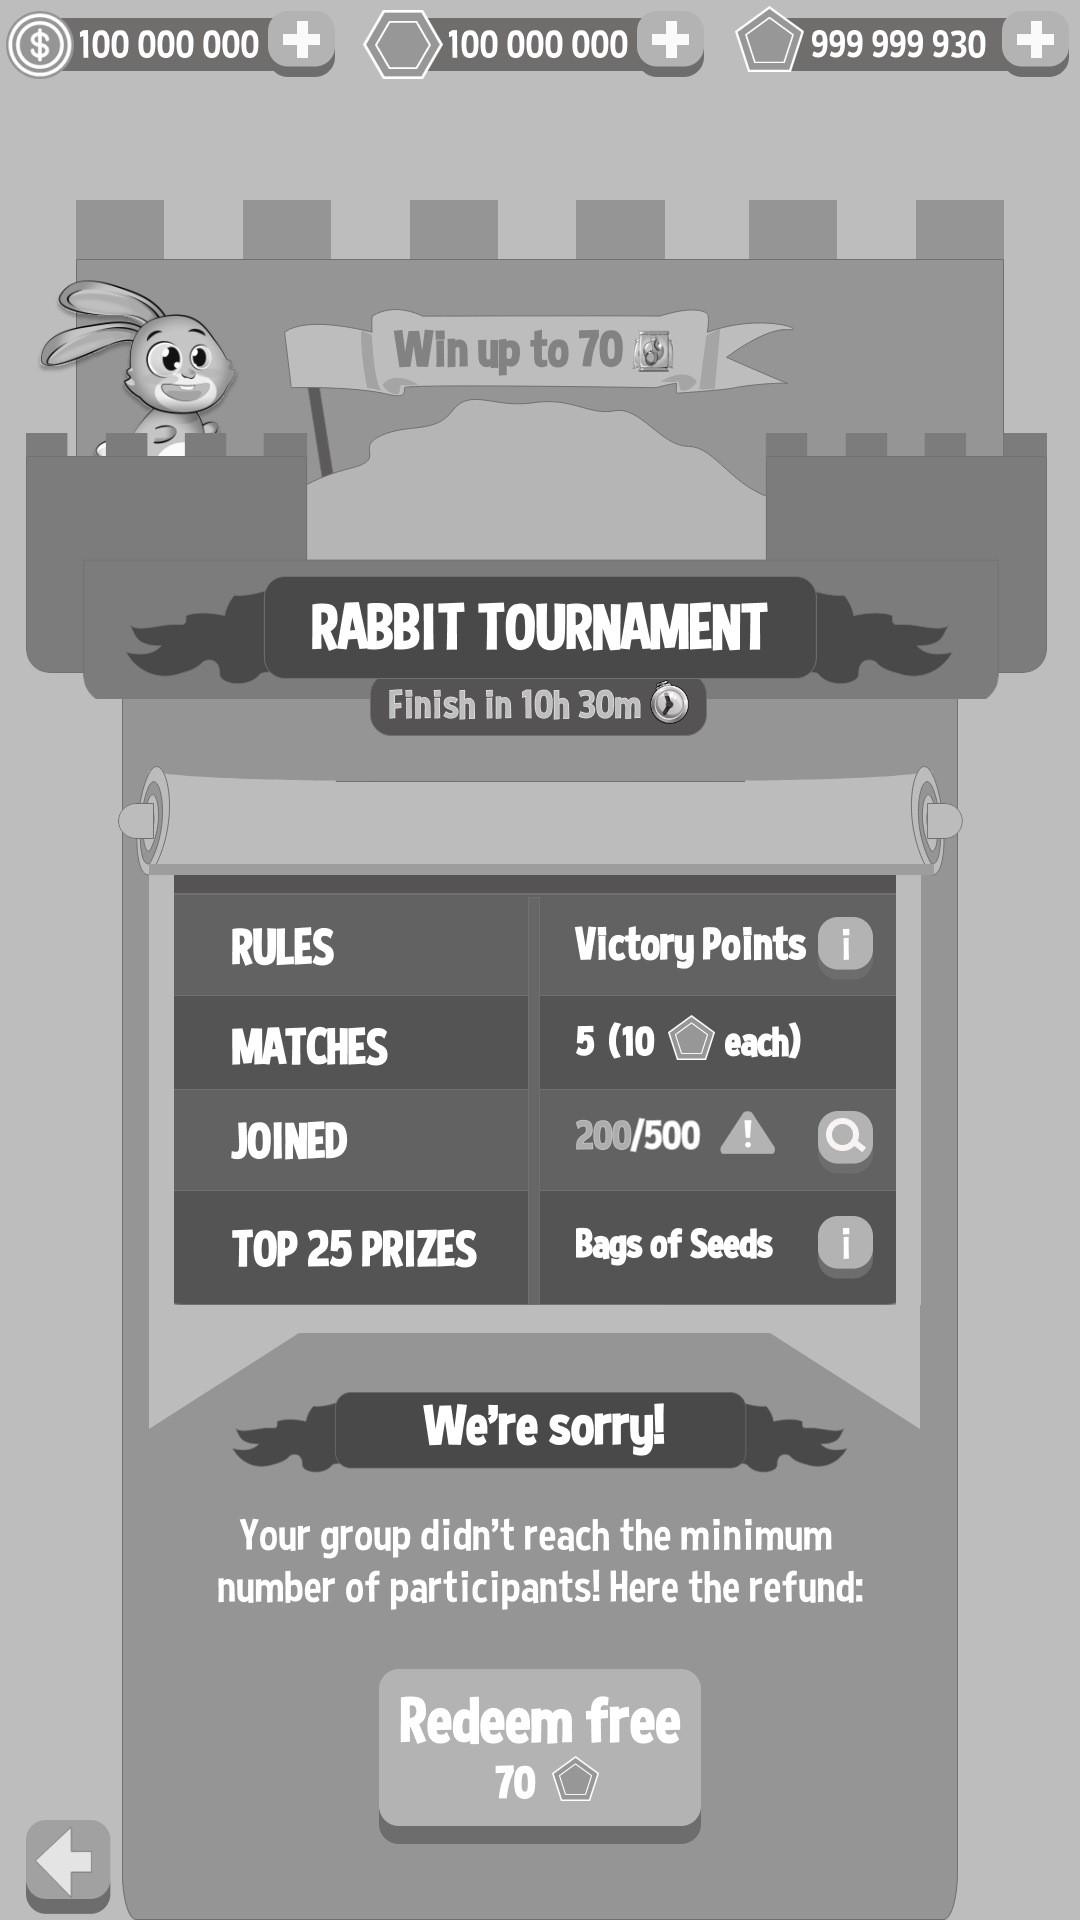 100 000 000
100 000 000
999 999 930
Win up to 70
RABBIT TOURNAMENT
Finish in 10h 30m
RULES
Victory Points i
MATCHES
5 (10 each)
JOINED
200/500 !
TOP 25 PRIZES
Bags of Seeds i
We're sorry!
Your group didn't reach the minimum
number of participants! Here the refund:
Redeem free
70